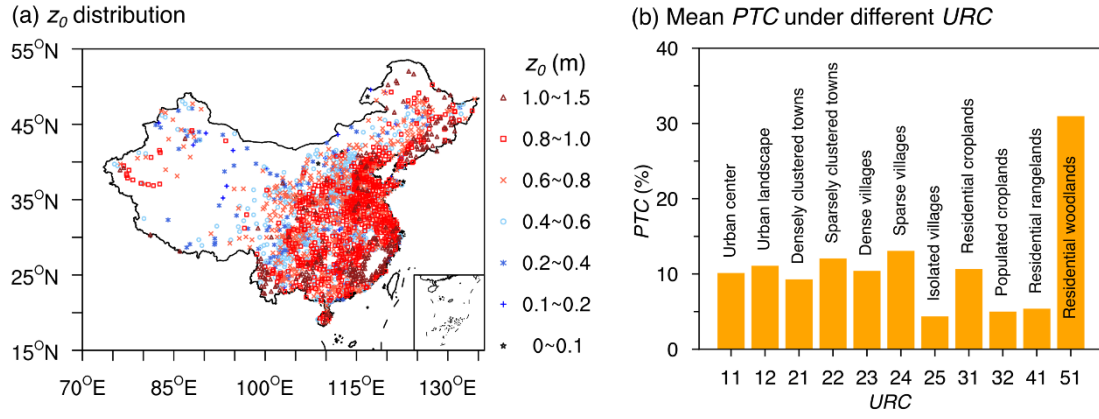 (a) z0 distribution
55°N
45°N
35°N
25°N
15°N
70°E
85°E
100°E
115°E
130°E
z0 (m)
1.0~1.5
0.8~1.0
0.6~0.8
0.4~0.6
0.2~0.4
0.1~0.2
0~0.1
(b) Mean PTC under different URC
PTC (%)
40
30
20
10
0
Urban center
Urban landscape
Densely clustered towns
Sparsely clustered towns
Dense villages
Sparse villages
Isolated villages
Residential croplands
Populated croplands
Residential rangelands
Residential woodlands
11
12
21
22
23
24
25
31
32
41
51
URC